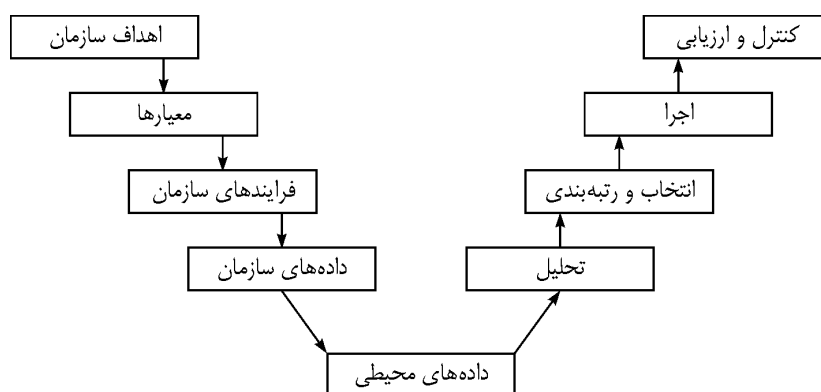 اهداف سازمان
معیارها
فرایندهای سازمان
داده‌های سازمان
داده‌های محیطی
تحلیل
انتخاب و رتبه‌بندی
اجرا
کنترل و ارزیابی